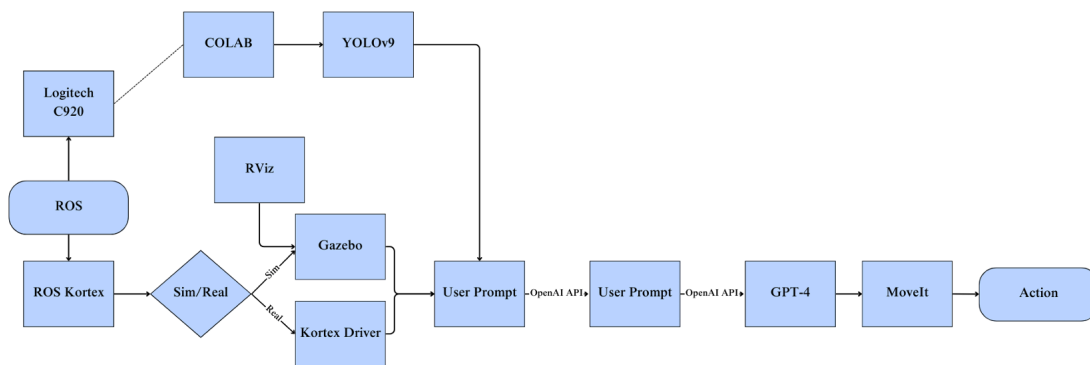 COLAB
YOLOv9
Logitech
C920
RViz
ROS
Gazebo
Sim
ROS Kortex
Sim/Real
User Prompt
OpenAI API
User Prompt
OpenAI API
GPT-4
MoveIt
Action
Real
Kortex Driver